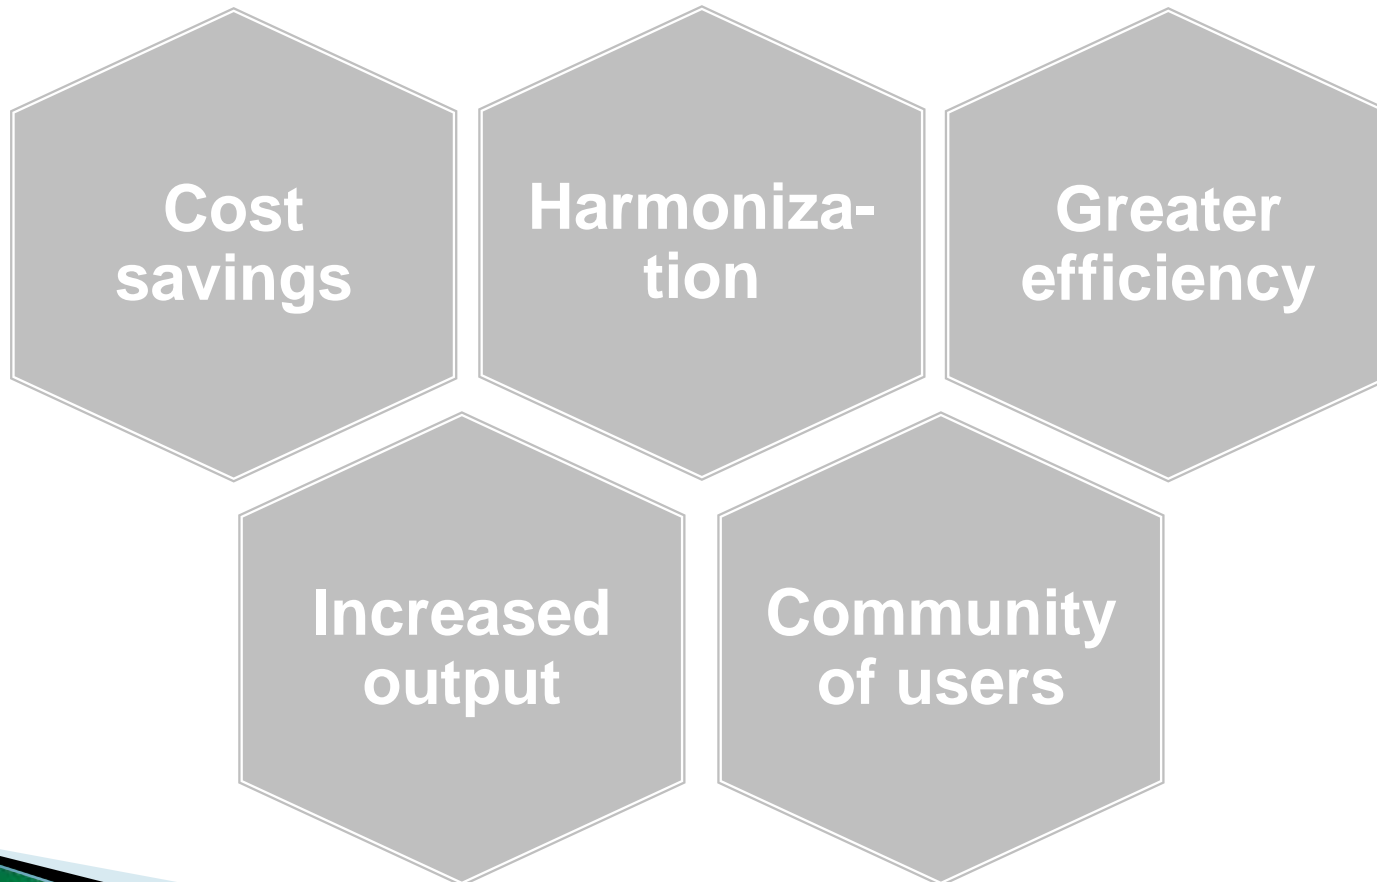 Cost
savings
Harmoniza-
tion
Greater
efficiency
Increased
output
Community
of users